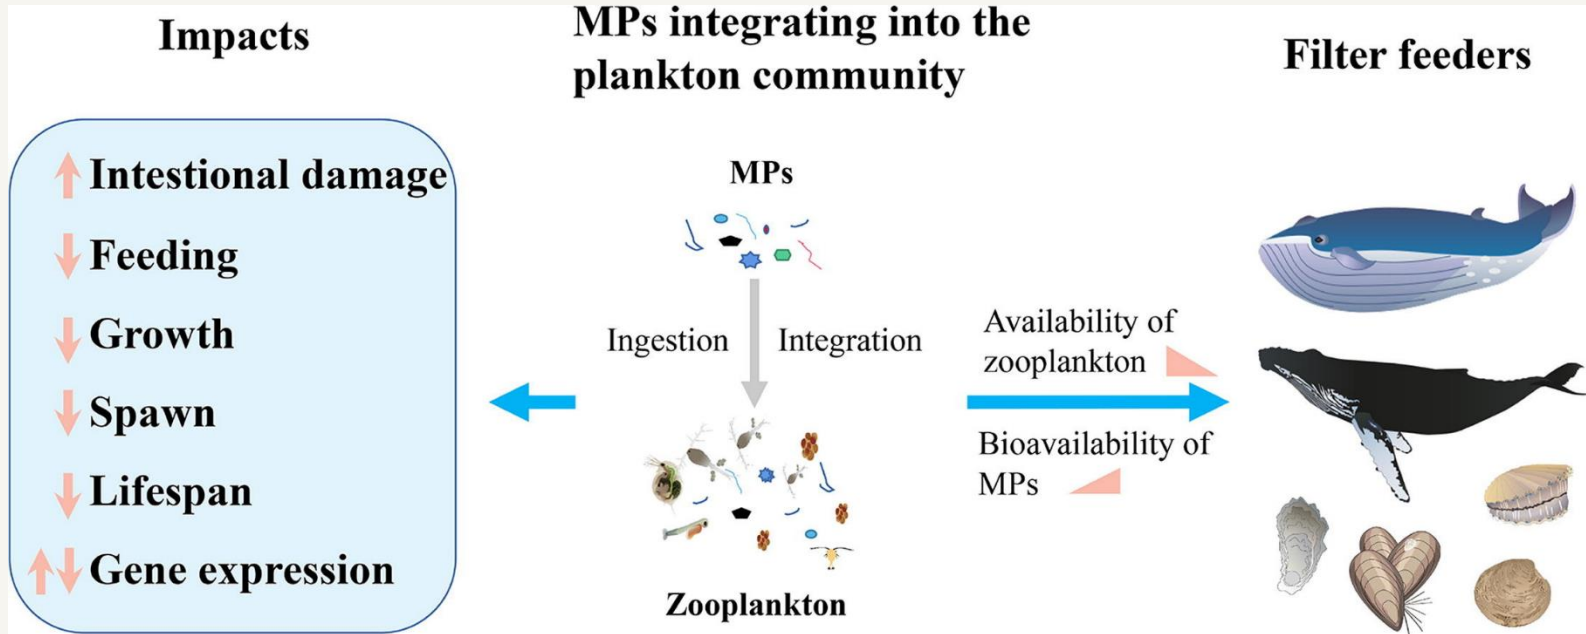 Impacts
Intestional damage
Feeding
Growth
Spawn
Lifespan
Gene expression
MPs integrating into the
plankton community
MPs
Ingestion
Integration
Zooplankton
Availability of
zooplankton
Bioavailability of
MPs
Filter feeders